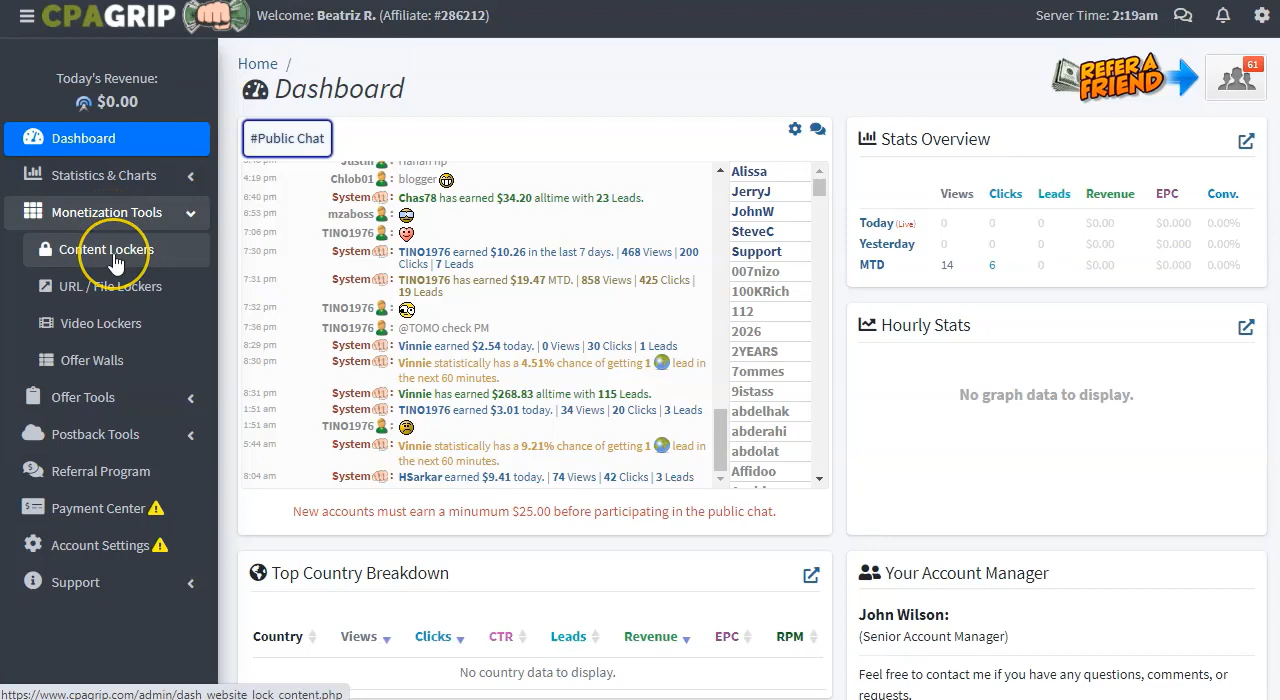 CPAGRIP
Welcome: Beatriz R. (Affiliate: #286212)
Server Time: 2:19am
Today's Revenue:
$0.00
Dashboard
Statistics & Charts
Monetization Tools
Content Lockers
URL / File Lockers
Video Lockers
Offer Walls
Offer Tools
Postback Tools
Referral Program
Payment Center
Account Settings
Support
Home /
Dashboard
REFER A
FRIEND
61
#Public Chat
4:19 pm Chlob01 : blogger
6:40 pm System : Chas78 has earned $34.20 alltime with 23 Leads.
6:53 pm mzaboss :
7:06 pm TINO1976 :
7:30 pm System : TINO1976 earned $10.26 in the last 7 days. | 468 Views | 200
Clicks | 7 Leads
7:31 pm System : TINO1976 has earned $19.47 MTD. | 858 Views | 425 Clicks |
19 Leads
7:32 pm TINO1976 :
7:36 pm TINO1976 : @TOMO check PM
8:29 pm System : Vinnie earned $2.54 today. | 0 Views | 30 Clicks | 1 Leads
8:30 pm System : Vinnie statistically has a 4.51% chance of getting 1 lead in
the next 60 minutes.
8:31 pm System : Vinnie has earned $268.83 alltime with 115 Leads.
1:51 am System : TINO1976 earned $3.01 today. | 34 Views | 20 Clicks | 3 Leads
1:51 am TINO1976 :
5:44 am System : Vinnie statistically has a 9.21% chance of getting 1 lead in
the next 60 minutes.
8:04 am System : HSarkar earned $9.41 today. | 74 Views | 42 Clicks | 3 Leads
Alissa
JerryJ
JohnW
SteveC
Support
007nizo
100KRich
112
2026
2YEARS
7ommes
9istass
abdelhak
abderahi
abdolat
Affidoo
New accounts must earn a minumum $25.00 before participating in the public chat.
Stats Overview
Views Clicks Leads Revenue EPC Conv.
Today (Live) 0 0 0 $0.00 $0.000 0.00%
Yesterday 0 0 0 $0.00 $0.000 0.00%
MTD 14 6 0 $0.00 $0.000 0.00%
Hourly Stats
No graph data to display.
Top Country Breakdown
Country Views Clicks CTR Leads Revenue EPC RPM
No country data to display.
Your Account Manager
John Wilson:
(Senior Account Manager)
Feel free to contact me if you have any questions, comments, or
requests.
https://www.cpagrip.com/admin/dash_website_lock_content.php